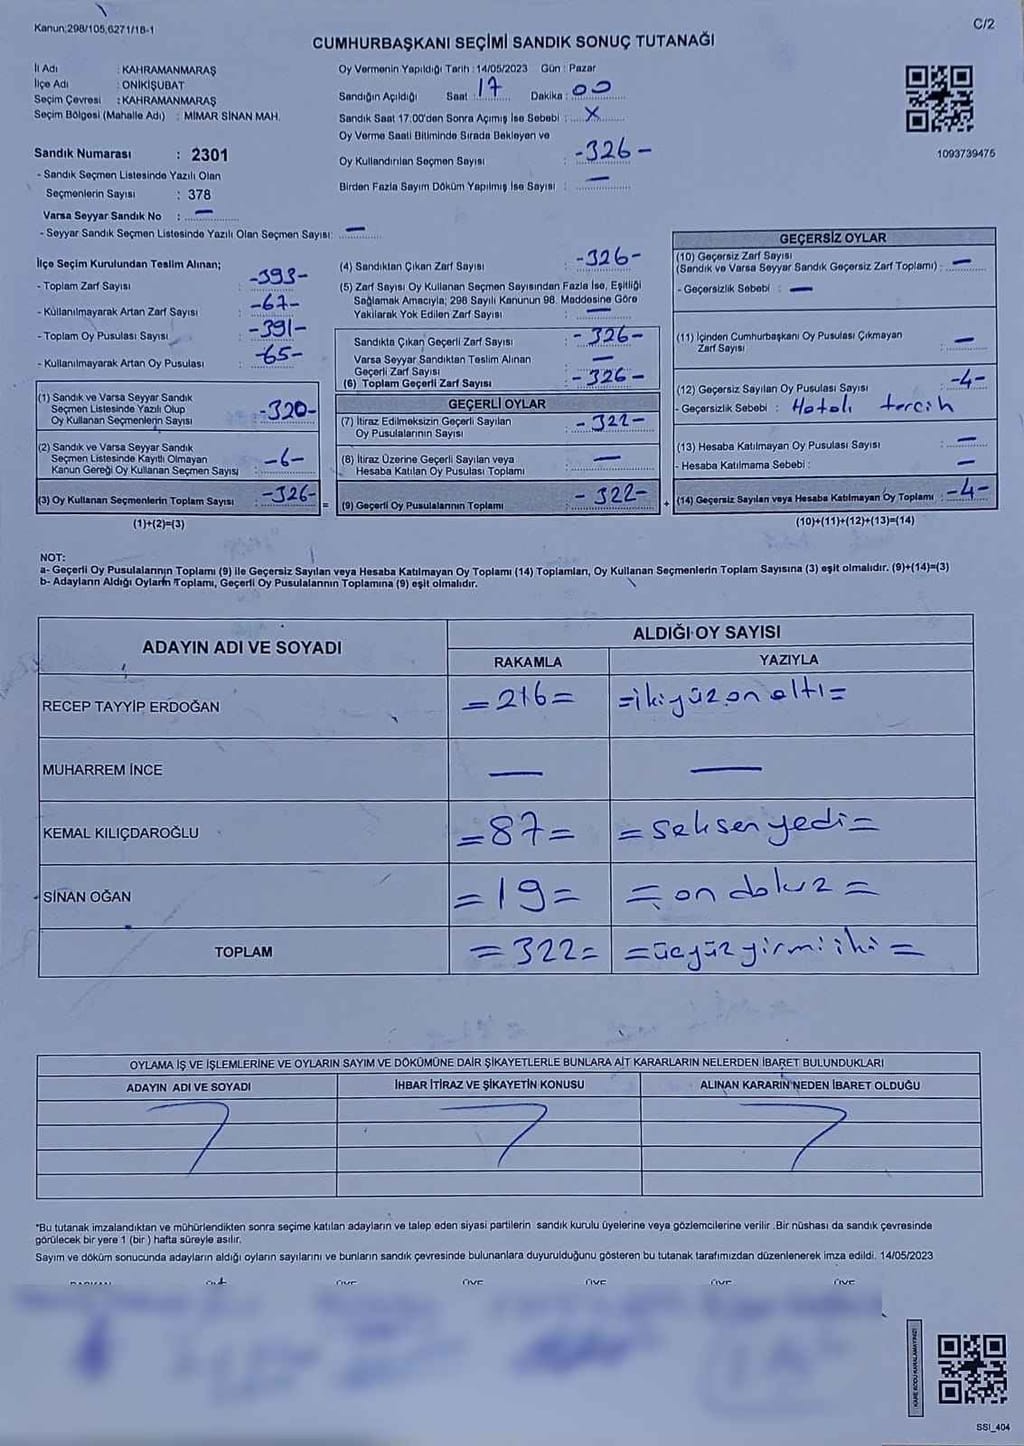 Kanun;298/105,6271/18-1
C/2
CUMHURBAŞKANI SEÇİMİ SANDIK SONUÇ TUTANAĞI
İl Adı : KAHRAMANMARAŞ
İlçe Adı : ONİKİŞUBAT
Seçim Çevresi : KAHRAMANMARAŞ
Seçim Bölgesi (Mahalle Adı) : MİMAR SİNAN MAH.
Sandık Numarası : 2301
- Sandık Seçmen Listesinde Yazılı Olan
Seçmenlerin Sayısı : 378
Varsa Seyyar Sandık No : —
- Seyyar Sandık Seçmen Listesinde Yazılı Olan Seçmen Sayısı: —
Oy Vermenin Yapıldığı Tarih : 14/05/2023 Gün : Pazar
Sandığın Açıldığı Saat : 17 Dakika : 00
Sandık Saat 17.00'den Sonra Açımış İse Sebebi : X
Oy Verme Saati Bitiminde Sırada Bekleyen ve
Oy Kullandırılan Seçmen Sayısı : -326-
Birden Fazla Sayım Döküm Yapılmış İse Sayısı : —
1093739475
İlçe Seçim Kurulundan Teslim Alınan;
- Toplam Zarf Sayısı : -393-
- Kullanılmayarak Artan Zarf Sayısı : -67-
- Toplam Oy Pusulası Sayısı : -391-
- Kullanılmayarak Artan Oy Pusulası : -65-
(1) Sandık ve Varsa Seyyar Sandık
Seçmen Listesinde Yazılı Olup
Oy Kullanan Seçmenlerin Sayısı : -320-
(2) Sandık ve Varsa Seyyar Sandık
Seçmen Listesinde Kayıtlı Olmayan
Kanun Gereği Oy Kullanan Seçmen Sayısı : -6-
(3) Oy Kullanan Seçmenlerin Toplam Sayısı : -326-
(1)+(2)=(3)
(4) Sandıktan Çıkan Zarf Sayısı : -326-
(5) Zarf Sayısı Oy Kullanan Seçmen Sayısından Fazla İse, Eşitliği
Sağlamak Amacıyla; 298 Sayılı Kanunun 98. Maddesine Göre
Yakılarak Yok Edilen Zarf Sayısı : —
Sandıkta Çıkan Geçerli Zarf Sayısı : -326-
Varsa Seyyar Sandıktan Teslim Alınan
Geçerli Zarf Sayısı : —
(6) Toplam Geçerli Zarf Sayısı : -326-
GEÇERLİ OYLAR
(7) İtiraz Edilmeksizin Geçerli Sayılan
Oy Pusulalarının Sayısı : -322-
(8) İtiraz Üzerine Geçerli Sayılan veya
Hesaba Katılan Oy Pusulası Toplamı : —
(9) Geçerli Oy Pusulalarının Toplamı : -322-
GEÇERSİZ OYLAR
(10) Geçersiz Zarf Sayısı
(Sandık ve Varsa Seyyar Sandık Geçersiz Zarf Toplamı) : —
- Geçersizlik Sebebi : —
(11) İçinden Cumhurbaşkanı Oy Pusulası Çıkmayan
Zarf Sayısı : —
(12) Geçersiz Sayılan Oy Pusulası Sayısı : -4-
- Geçersizlik Sebebi : Hatalı tercih
(13) Hesaba Katılmayan Oy Pusulası Sayısı : —
- Hesaba Katılmama Sebebi : —
= + (14) Geçersiz Sayılan veya Hesaba Katılmayan Oy Toplamı : -4-
(10)+(11)+(12)+(13)=(14)
NOT:
a- Geçerli Oy Pusulalarının Toplamı (9) ile Geçersiz Sayılan veya Hesaba Katılmayan Oy Toplamı (14) Toplamları, Oy Kullanan Seçmenlerin Toplam Sayısına (3) eşit olmalıdır. (9)+(14)=(3)
b- Adayların Aldığı Oyların Toplamı, Geçerli Oy Pusulalarının Toplamına (9) eşit olmalıdır.
ADAYIN ADI VE SOYADI
ALDIĞI OY SAYISI
RAKAMLA YAZIYLA
RECEP TAYYİP ERDOĞAN =216= =ikiyüz on altı=
MUHARREM İNCE — —
KEMAL KILIÇDAROĞLU =87= =Seksen yedi=
SİNAN OĞAN =19= =on dokuz=
TOPLAM =322= =üçyüz yirmi iki=
OYLAMA İŞ VE İŞLEMLERİNE VE OYLARIN SAYIM VE DÖKÜMÜNE DAİR ŞİKAYETLERLE BUNLARA AİT KARARLARIN NELERDEN İBARET BULUNDUKLARI
ADAYIN ADI VE SOYADI İHBAR İTİRAZ VE ŞİKAYETİN KONUSU ALINAN KARARIN NEDEN İBARET OLDUĞU
*Bu tutanak imzalandıktan ve mühürlendikten sonra seçime katılan adayların ve talep eden siyasi partilerin sandık kurulu üyelerine veya gözlemcilerine verilir .Bir nüshası da sandık çevresinde
görülecek bir yere 1 (bir ) hafta süreyle asılır.
Sayım ve döküm sonucunda adayların aldığı oyların sayılarını ve bunların sandık çevresinde bulunanlara duyurulduğunu gösteren bu tutanak tarafımızdan düzenlenerek imza edildi. 14/05/2023
KARE KODU KARALAMAYINIZ!
SSI_404